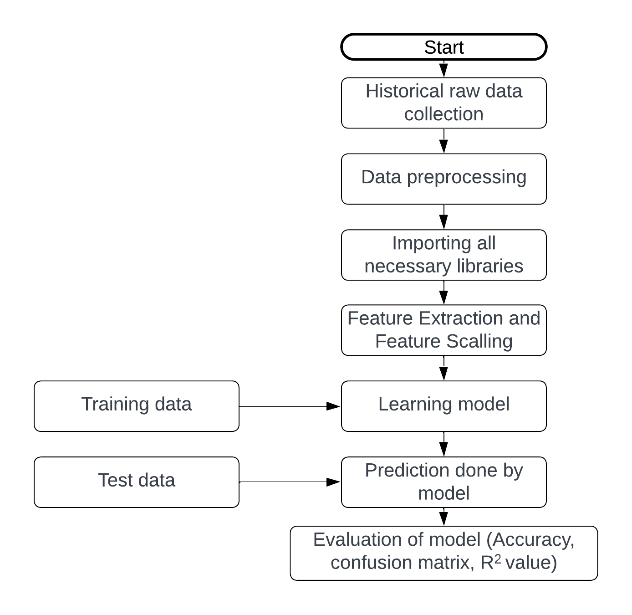 Start
Historical raw data
collection
Data preprocessing
Importing all
necessary libraries
Feature Extraction and
Feature Scalling
Training data
Learning model
Test data
Prediction done by
model
Evaluation of model (Accuracy,
confusion matrix, R² value)